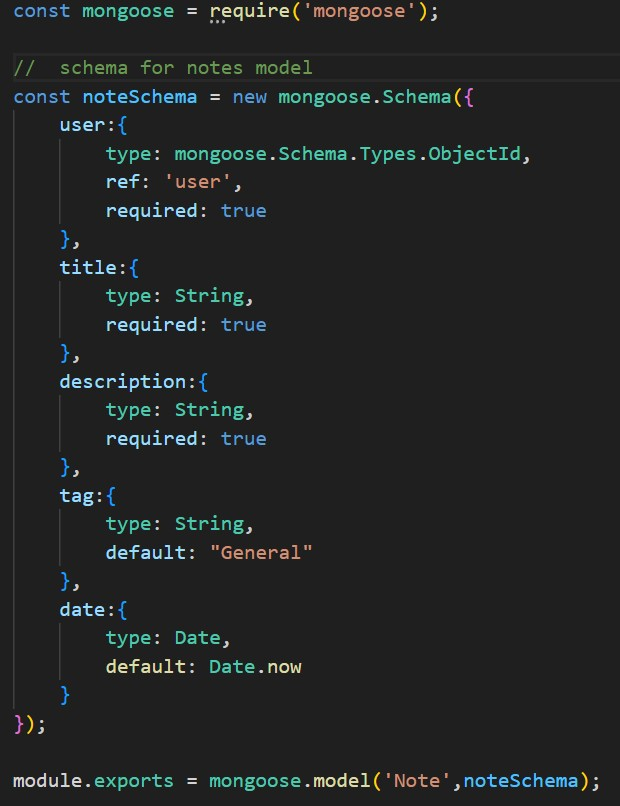 const mongoose = require('mongoose');
//  schema for notes model
const noteSchema = new mongoose.Schema({
    user:{
        type: mongoose.Schema.Types.ObjectId,
        ref: 'user',
        required: true
    },
    title:{
        type: String,
        required: true
    },
    description:{
        type: String,
        required: true
    },
    tag:{
        type: String,
        default: "General"
    },
    date:{
        type: Date,
        default: Date.now
    }
});
module.exports = mongoose.model('Note',noteSchema);